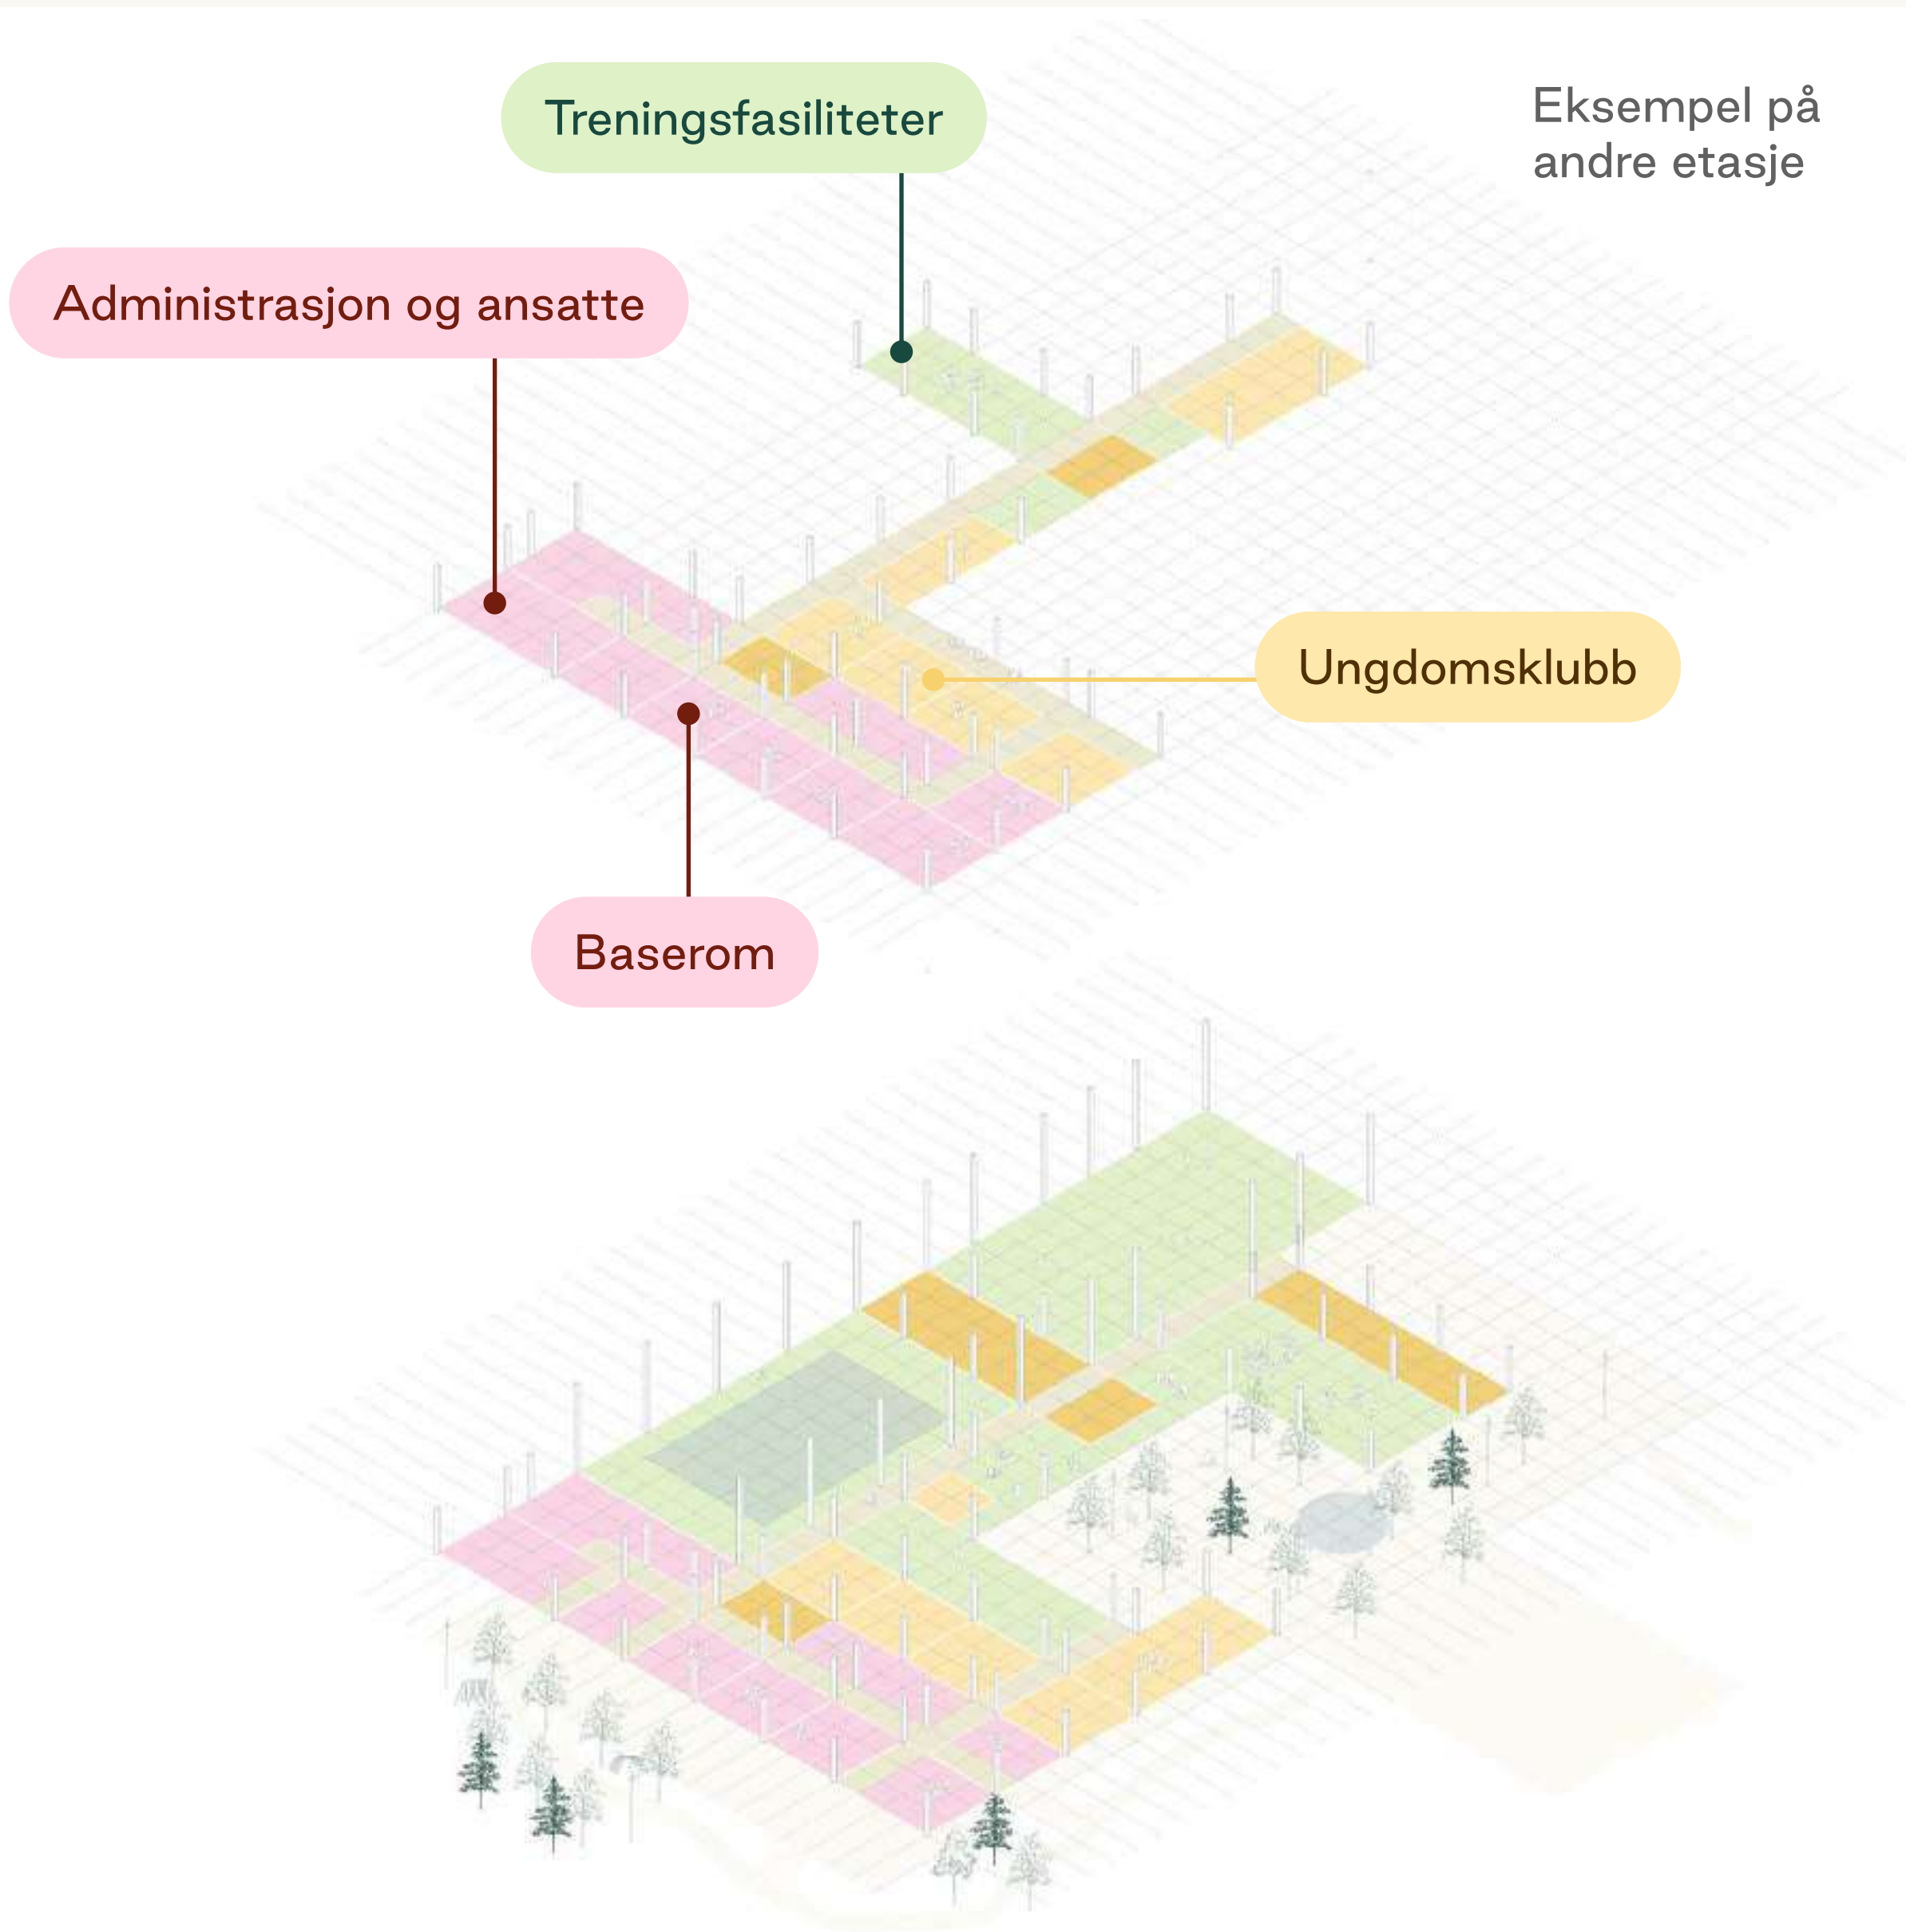 Treningsfasiliteter
Eksempel på
andre etasje
Administrasjon og ansatte
Ungdomsklubb
Baserom